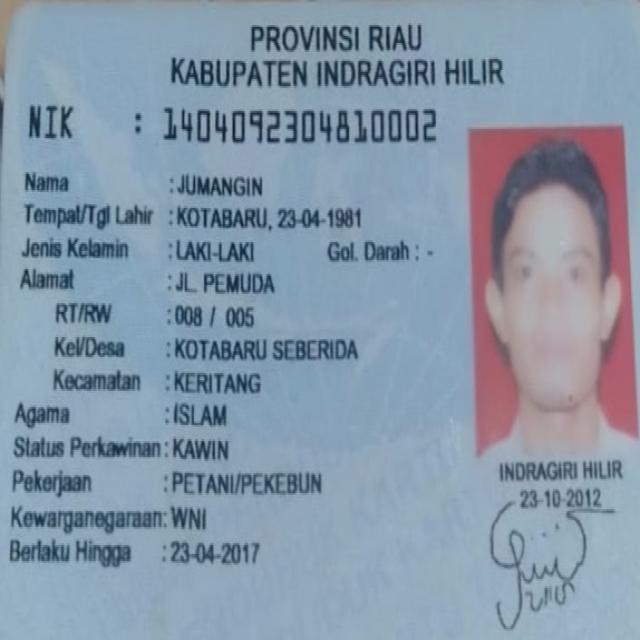 PROVINSI RIAU
KABUPATEN INDRAGIRI HILIR
NIK : 1404092304810002
Nama : JUMANGIN
Tempat/Tgl Lahir : KOTABARU, 23-04-1981
Jenis Kelamin : LAKI-LAKI Gol. Darah : -
Alamat : JL. PEMUDA
RT/RW : 008 / 005
Kel/Desa : KOTABARU SEBERIDA
Kecamatan : KERITANG
Agama : ISLAM
Status Perkawinan : KAWIN
Pekerjaan : PETANI/PEKEBUN
Kewarganegaraan: WNI
Berlaku Hingga : 23-04-2017
INDRAGIRI HILIR
23-10-2012